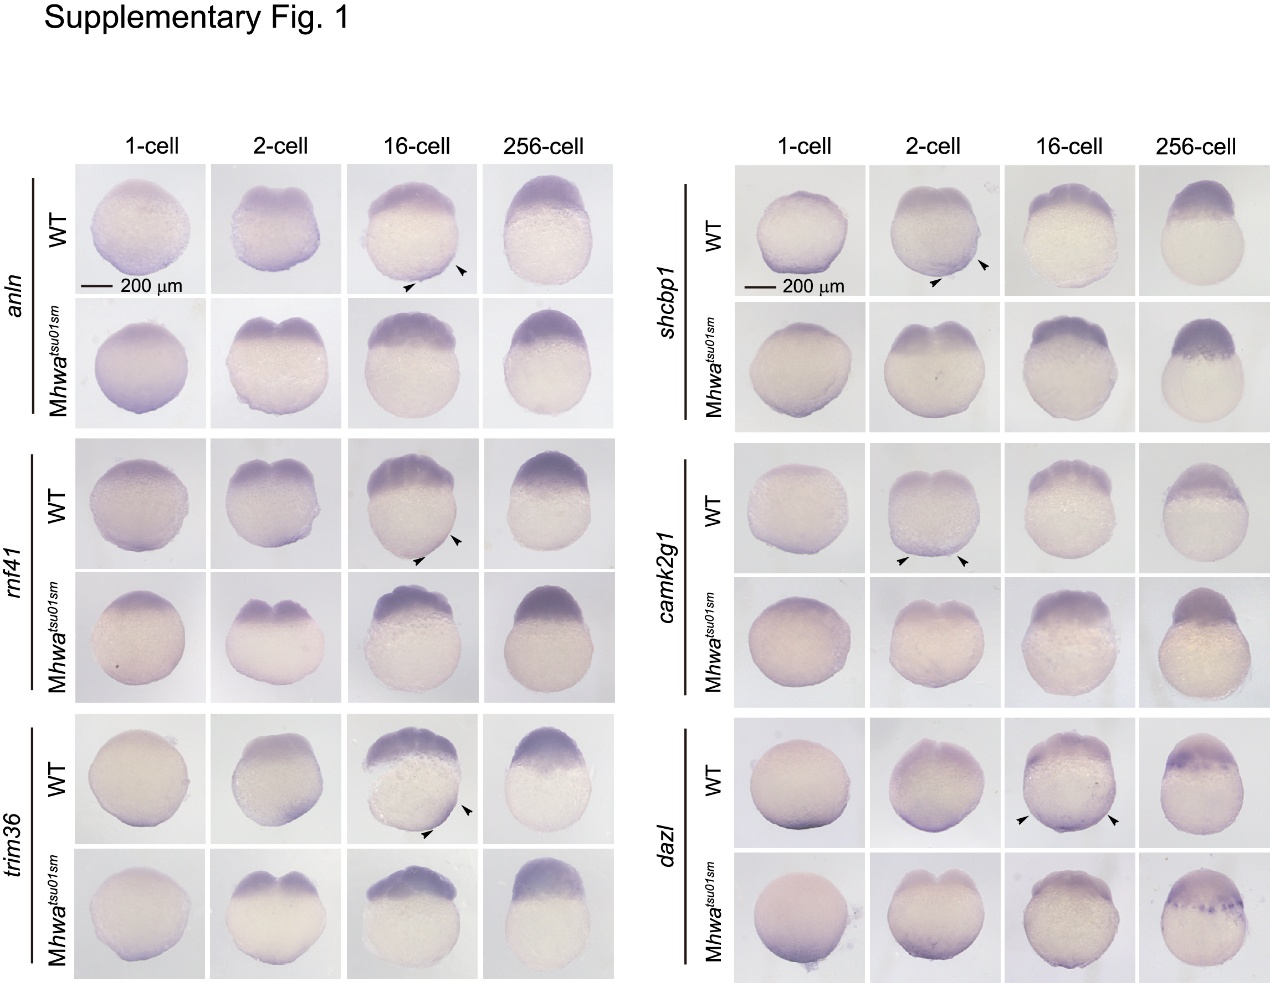 Supplementary Fig. 1
1-cell 2-cell 16-cell 256-cell
anln
WT
200 μm
Mhwatsu01sm
rnf41
WT
Mhwatsu01sm
trim36
WT
Mhwatsu01sm
1-cell 2-cell 16-cell 256-cell
shcbp1
WT
200 μm
Mhwatsu01sm
camk2g1
WT
Mhwatsu01sm
dazl
WT
Mhwatsu01sm